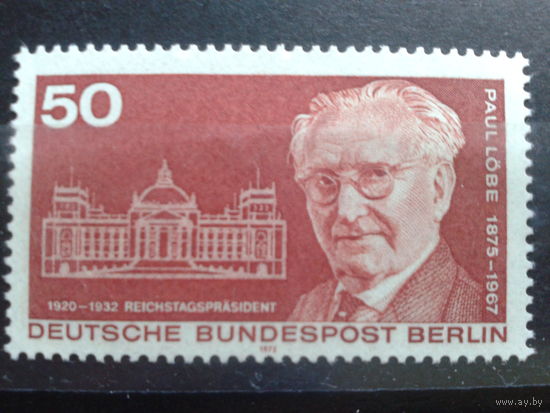 50
PAUL LÖBE 1875–1967
1920–1932 REICHSTAGSPRÄSIDENT
DEUTSCHE BUNDESPOST BERLIN
1975
www.ay.by